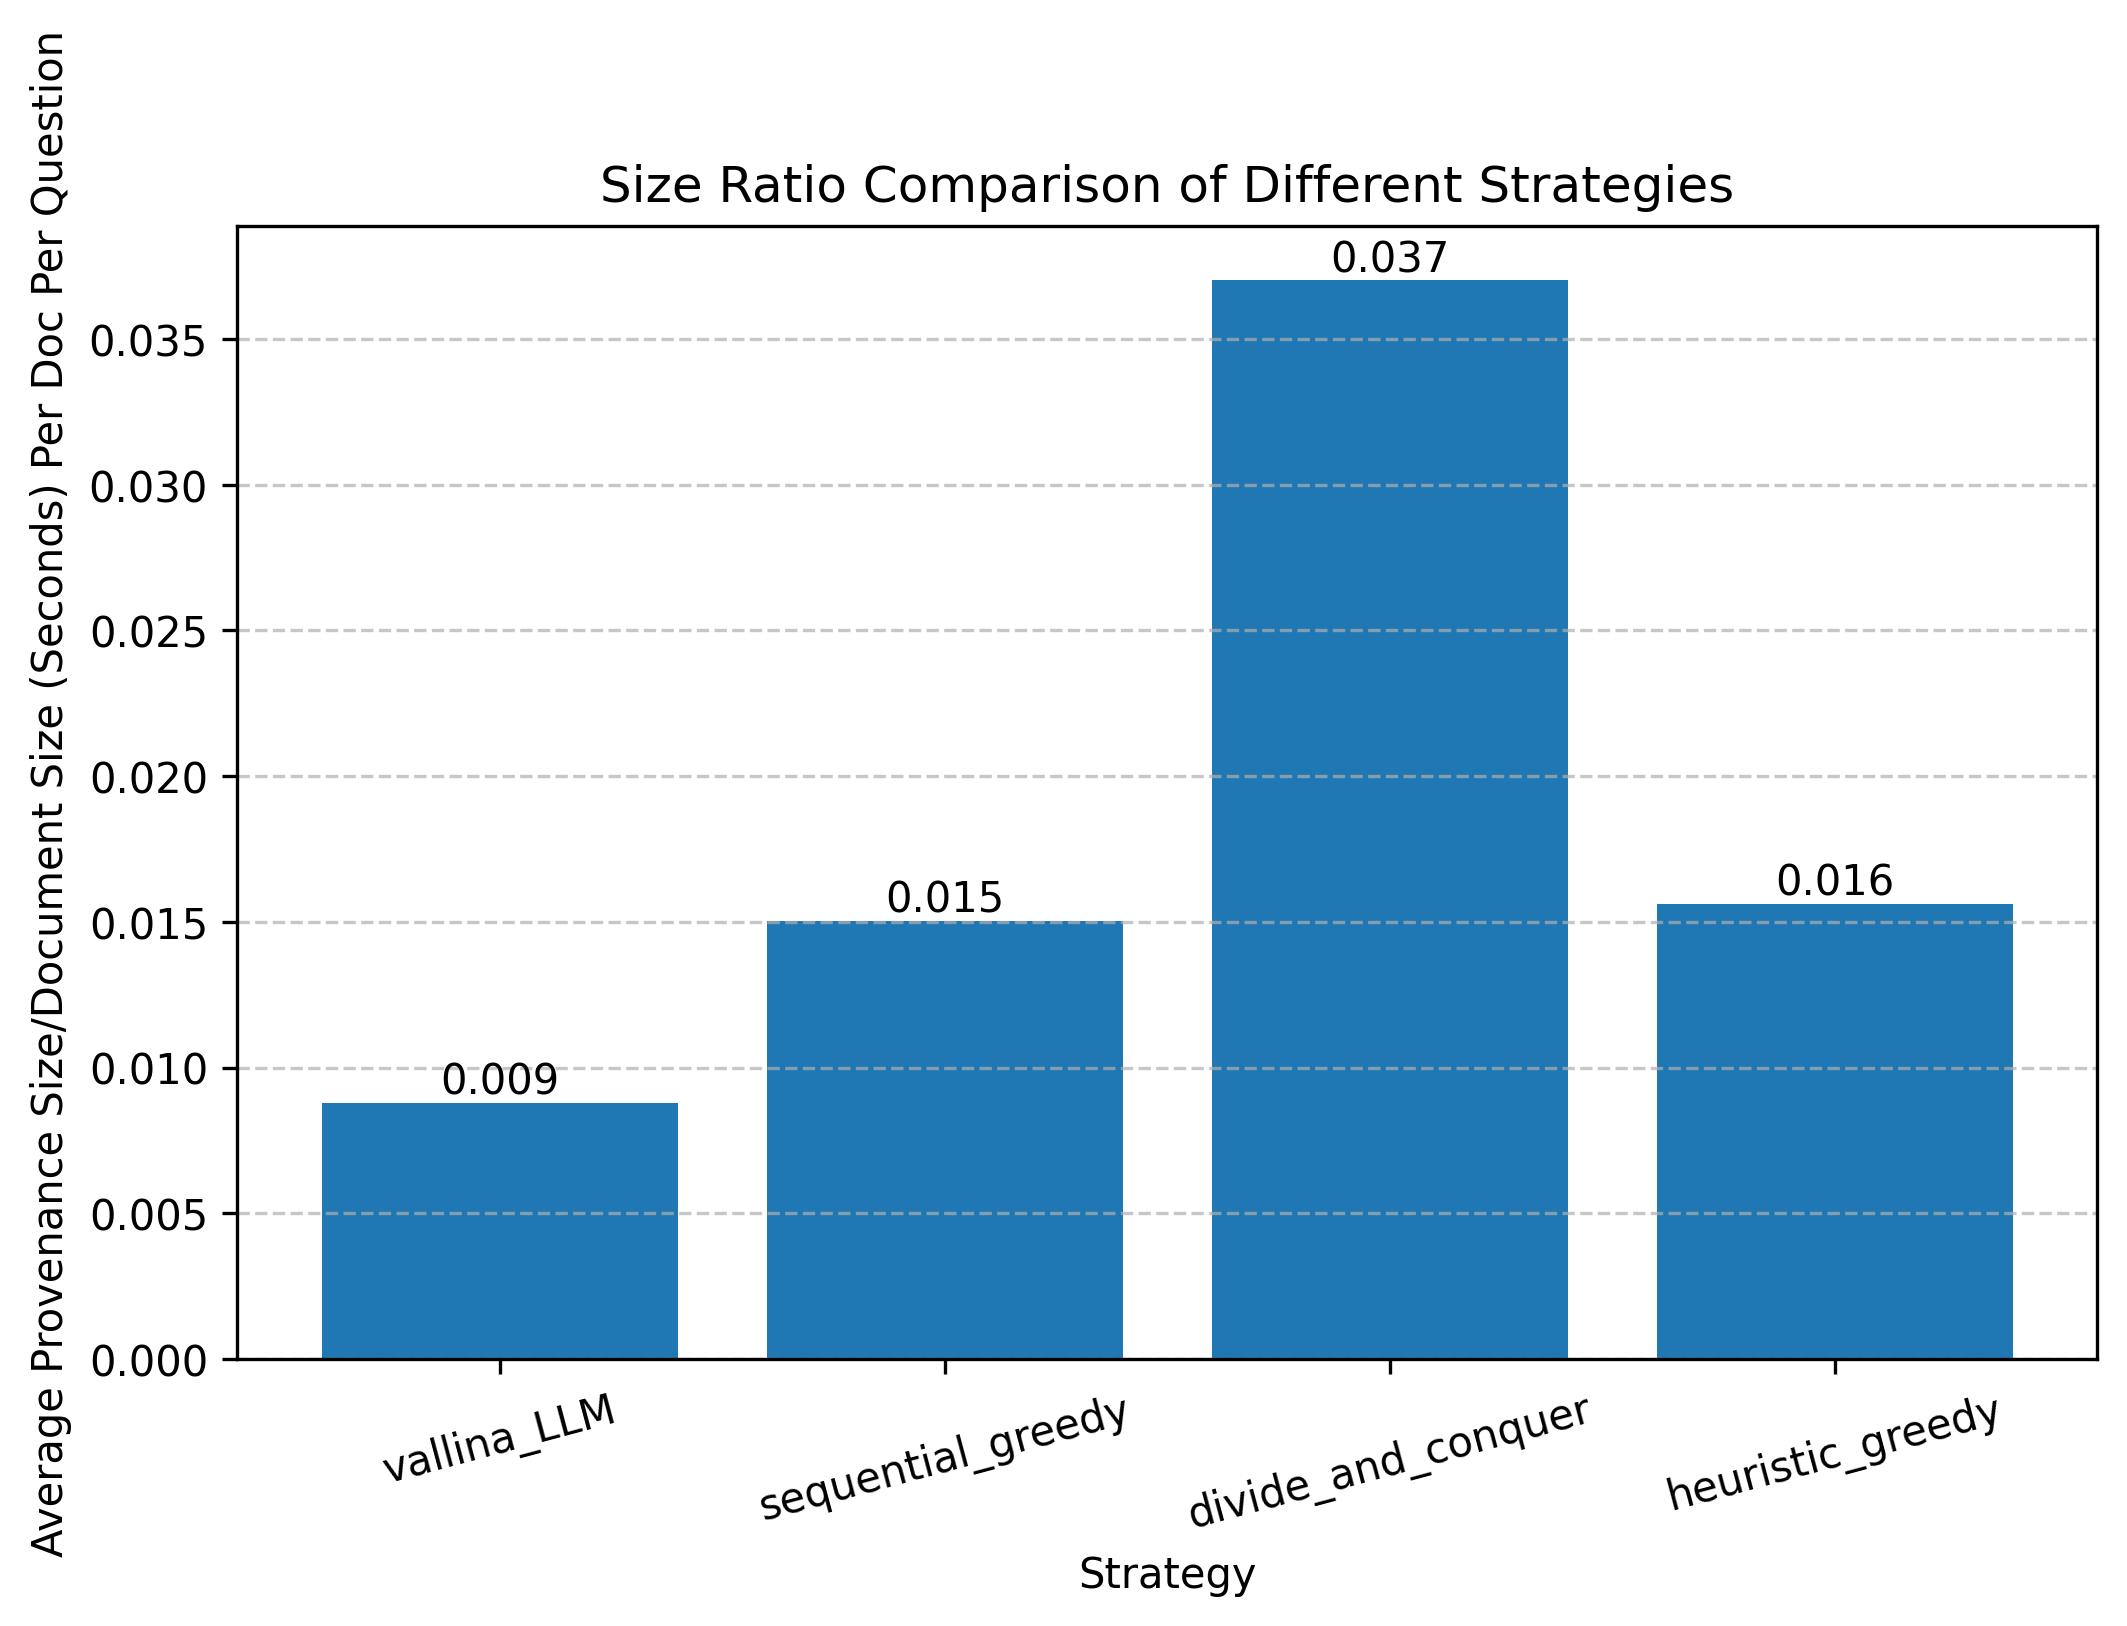 Size Ratio Comparison of Different Strategies
Average Provenance Size/Document Size (Seconds) Per Doc Per Question
0.035
0.030
0.025
0.020
0.015
0.010
0.005
0.000
0.009
0.015
0.037
0.016
vallina_LLM
sequential_greedy
divide_and_conquer
heuristic_greedy
Strategy